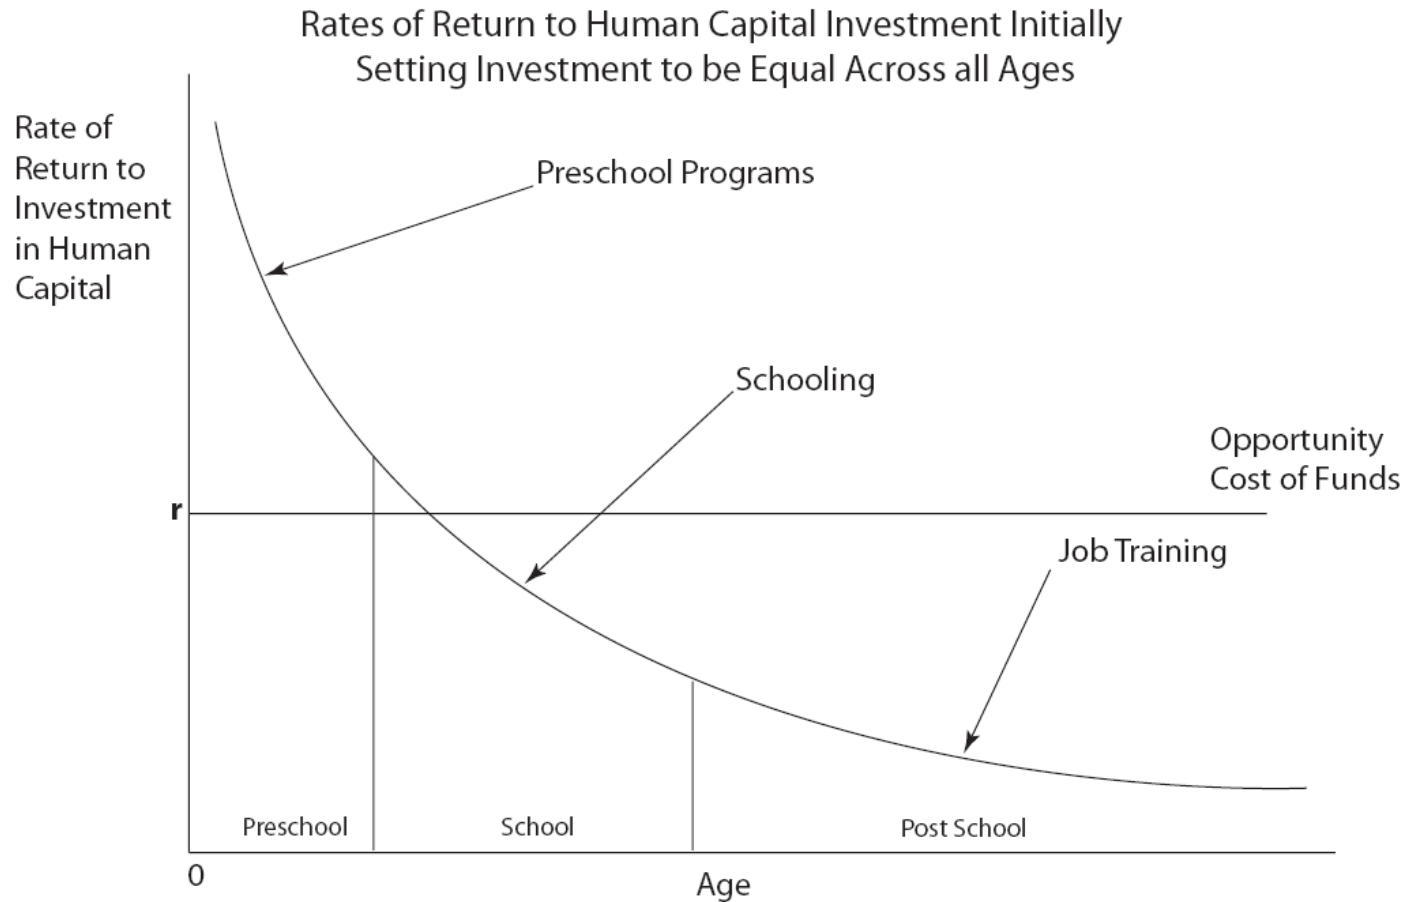 Rates of Return to Human Capital Investment Initially
Setting Investment to be Equal Across all Ages
Rate of
Return to
Investment
in Human
Capital
Preschool Programs
Schooling
Opportunity
Cost of Funds
r
Job Training
Preschool
School
Post School
0
Age